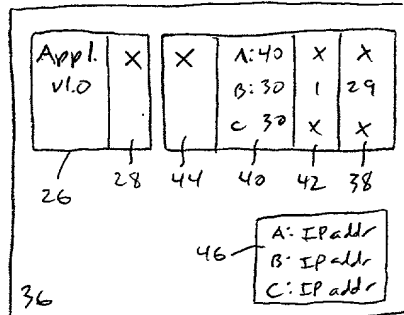 Appl. X X A: 40 X X
V1.0 B: 30 1 29
C 30 X X
26 28 44 40 42 38
46 A: IP addr
B: IP addr
C: IP addr
36